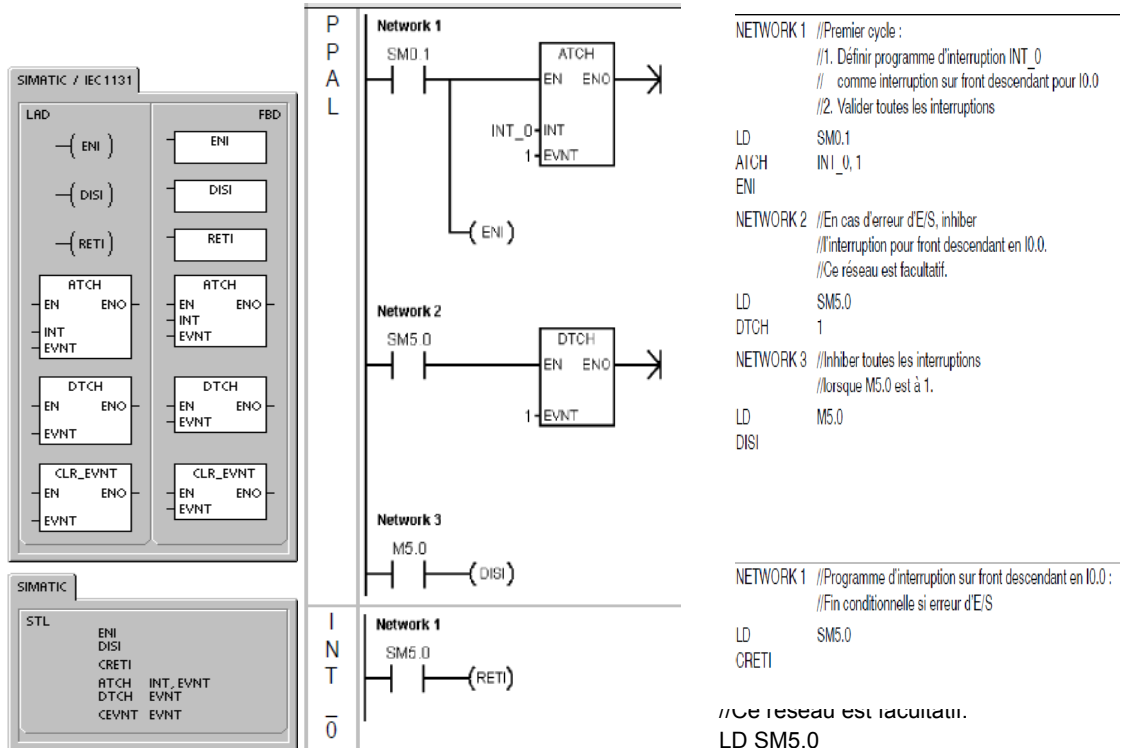 SIMATIC / IEC 1131
LAD
FBD
ENI
ENI
DISI
DISI
RETI
RETI
ATCH
EN ENO
INT
EVNT
ATCH
EN ENO
INT
EVNT
DTCH
EN ENO
EVNT
DTCH
EN ENO
EVNT
CLR_EVNT
EN ENO
EVNT
CLR_EVNT
EN ENO
EVNT
SIMATIC
STL
ENI
DISI
CRETI
ATCH INT, EVNT
DTCH EVNT
CEVNT EVNT
P
P
A
L
Network 1
SM0.1
ATCH
EN ENO
INT_0 INT
1 EVNT
ENI
Network 2
SM5.0
DTCH
EN ENO
1 EVNT
Network 3
M5.0
DISI
I
N
T
_
0
Network 1
SM5.0
RETI
NETWORK 1 //Premier cycle :
//1. Définir programme d'interruption INT_0
// comme interruption sur front descendant pour I0.0
//2. Valider toutes les interruptions
LD SM0.1
ATCH INT_0, 1
ENI
NETWORK 2 //En cas d'erreur d'E/S, inhiber
//l'interruption pour front descendant en I0.0.
//Ce réseau est facultatif.
LD SM5.0
DTCH 1
NETWORK 3 //Inhiber toutes les interruptions
//lorsque M5.0 est à 1.
LD M5.0
DISI
NETWORK 1 //Programme d'interruption sur front descendant en I0.0 :
//Fin conditionnelle si erreur d'E/S
LD SM5.0
CRETI
//Ce réseau est facultatif.
LD SM5.0